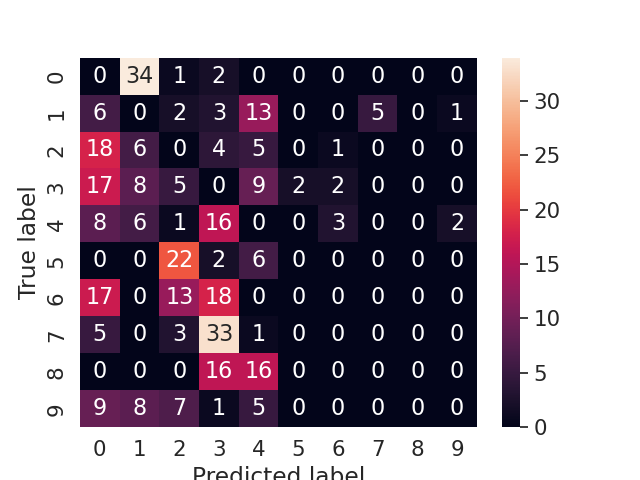 0 0 34 1 2 0 0 0 0 0 0
1 6 0 2 3 13 0 0 5 0 1
2 18 6 0 4 5 0 1 0 0 0
3 17 8 5 0 9 2 2 0 0 0
4 8 6 1 16 0 0 3 0 0 2
5 0 0 22 2 6 0 0 0 0 0
6 17 0 13 18 0 0 0 0 0 0
7 5 0 3 33 1 0 0 0 0 0
8 0 0 0 16 16 0 0 0 0 0
9 9 8 7 1 5 0 0 0 0 0
0 1 2 3 4 5 6 7 8 9
Predicted label
True label
30
25
20
15
10
5
0